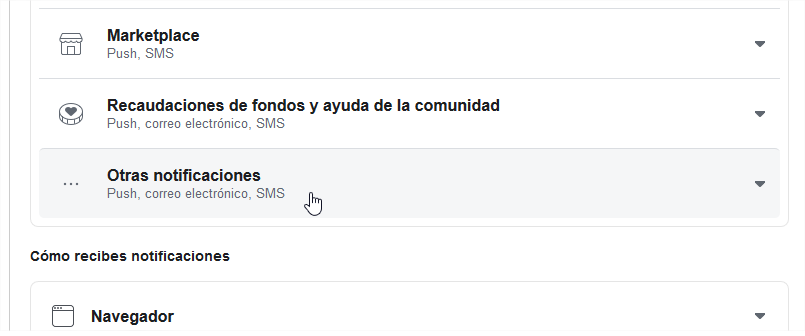 Marketplace
Push, SMS
Recaudaciones de fondos y ayuda de la comunidad
Push, correo electrónico, SMS
Otras notificaciones
Push, correo electrónico, SMS
Cómo recibes notificaciones
Navegador